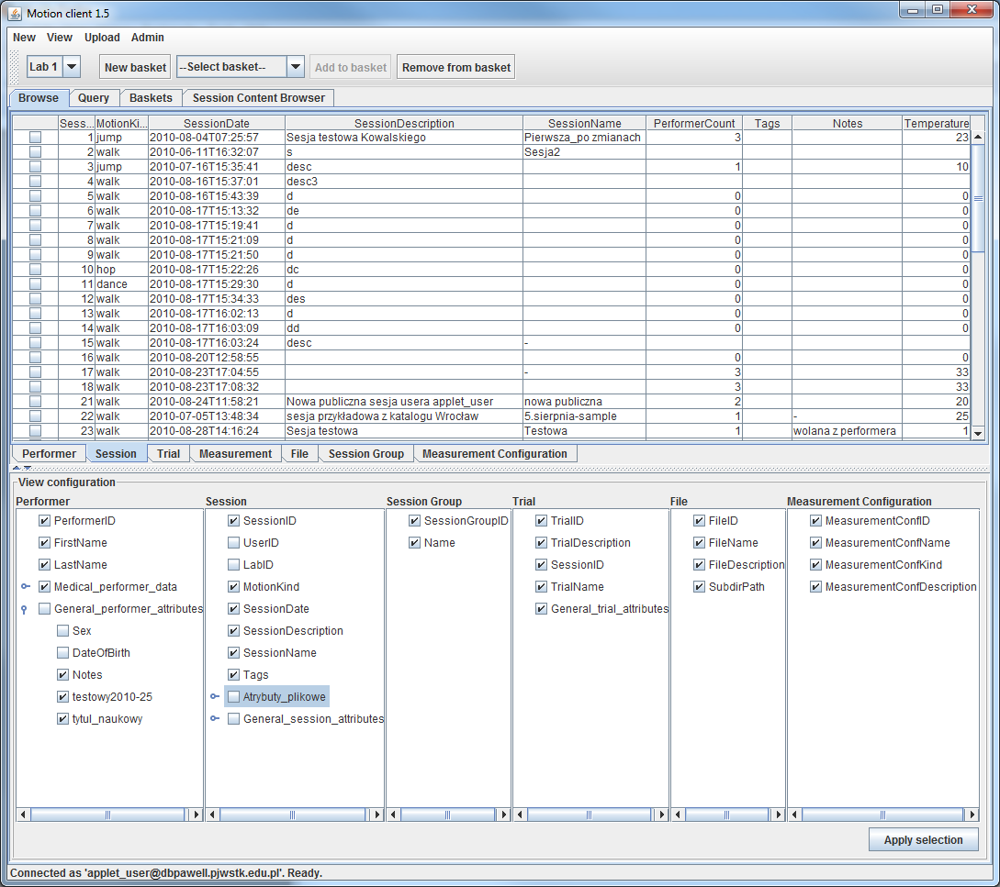 Motion client 1.5
New View Upload Admin
Lab 1 New basket --Select basket-- Add to basket Remove from basket
Browse Query Baskets Session Content Browser
Sess... MotionKi... SessionDate SessionDescription SessionName PerformerCount Tags Notes Temperature
1 jump 2010-08-04T07:25:57 Sesja testowa Kowalskiego Pierwsza_po zmianach 3 23
2 walk 2010-06-11T16:32:07 s Sesja2
3 jump 2010-07-16T15:35:41 desc 1 10
4 walk 2010-08-16T15:37:01 desc3
5 walk 2010-08-16T15:43:39 d 0 0
6 walk 2010-08-17T15:13:32 de 0 0
7 walk 2010-08-17T15:19:41 d 0 0
8 walk 2010-08-17T15:21:09 d 0 0
9 walk 2010-08-17T15:21:50 d 0 0
10 hop 2010-08-17T15:22:26 dc 0 0
11 dance 2010-08-17T15:29:30 d 0 0
12 walk 2010-08-17T15:34:33 des 0 0
13 walk 2010-08-17T16:02:13 d 0 0
14 walk 2010-08-17T16:03:09 dd 0 0
15 walk 2010-08-17T16:03:24 desc -
16 walk 2010-08-20T12:58:55 0 0
17 walk 2010-08-23T17:04:55 - 3 33
18 walk 2010-08-23T17:08:32 3 33
21 walk 2010-08-24T11:58:21 Nowa publiczna sesja usera applet_user nowa publiczna 2 20
22 walk 2010-07-05T13:48:34 sesja przykładowa z katalogu Wrocław 5.sierpnia-sample 1 - 25
23 walk 2010-08-28T14:16:24 Sesja testowa Testowa 1 wolana z performera 1
Performer Session Trial Measurement File Session Group Measurement Configuration
View configuration
Performer Session Session Group Trial File Measurement Configuration
PerformerID SessionID SessionGroupID TrialID FileID MeasurementConfID
FirstName UserID Name TrialDescription FileName MeasurementConfName
LastName LabID SessionID FileDescription MeasurementConfKind
Medical_performer_data MotionKind TrialName SubdirPath MeasurementConfDescription
General_performer_attributes SessionDate General_trial_attributes
Sex SessionDescription
DateOfBirth SessionName
Notes Tags
testowy2010-25 Atrybuty_plikowe
tytul_naukowy General_session_attributes
Apply selection
Connected as 'applet_user@dbpawell.pjwstk.edu.pl'. Ready.